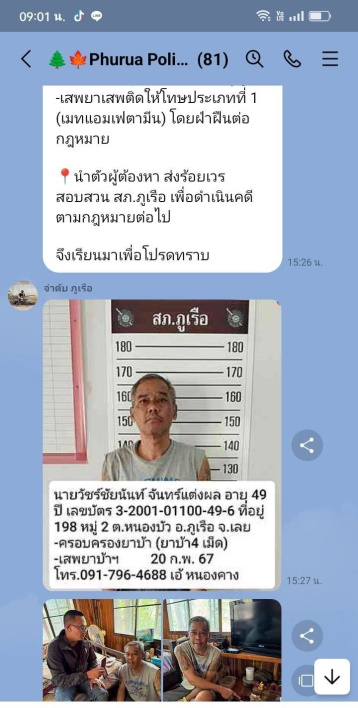 09:01 น.
Phurua Poli... (81)
-เสพยาเสพติดให้โทษประเภทที่ 1
(เมทแอมเฟตามีน) โดยฝ่าฝืนต่อ
กฎหมาย
📍นำตัวผู้ต้องหา ส่งร้อยเวร
สอบสวน สภ.ภูเรือ เพื่อดำเนินคดี
ตามกฎหมายต่อไป
จึงเรียนมาเพื่อโปรดทราบ
15:26 น.
จ่าดับ ภูเรือ
สภ.ภูเรือ
180 180
170 170
160 160
150 150
140 140
130
นายวัชร์ชัยนันท์ จันทร์แต่งผล อายุ 49
ปี เลขบัตร 3-2001-01100-49-6 ที่อยู่
198 หมู่ 2 ต.หนองบัว อ.ภูเรือ จ.เลย
-ครอบครองยาบ้า (ยาบ้า4 เม็ด)
-เสพยาบ้าฯ 20 ก.พ. 67
โทร.091-796-4688 เอ้ หนองคาง
15:27 น.